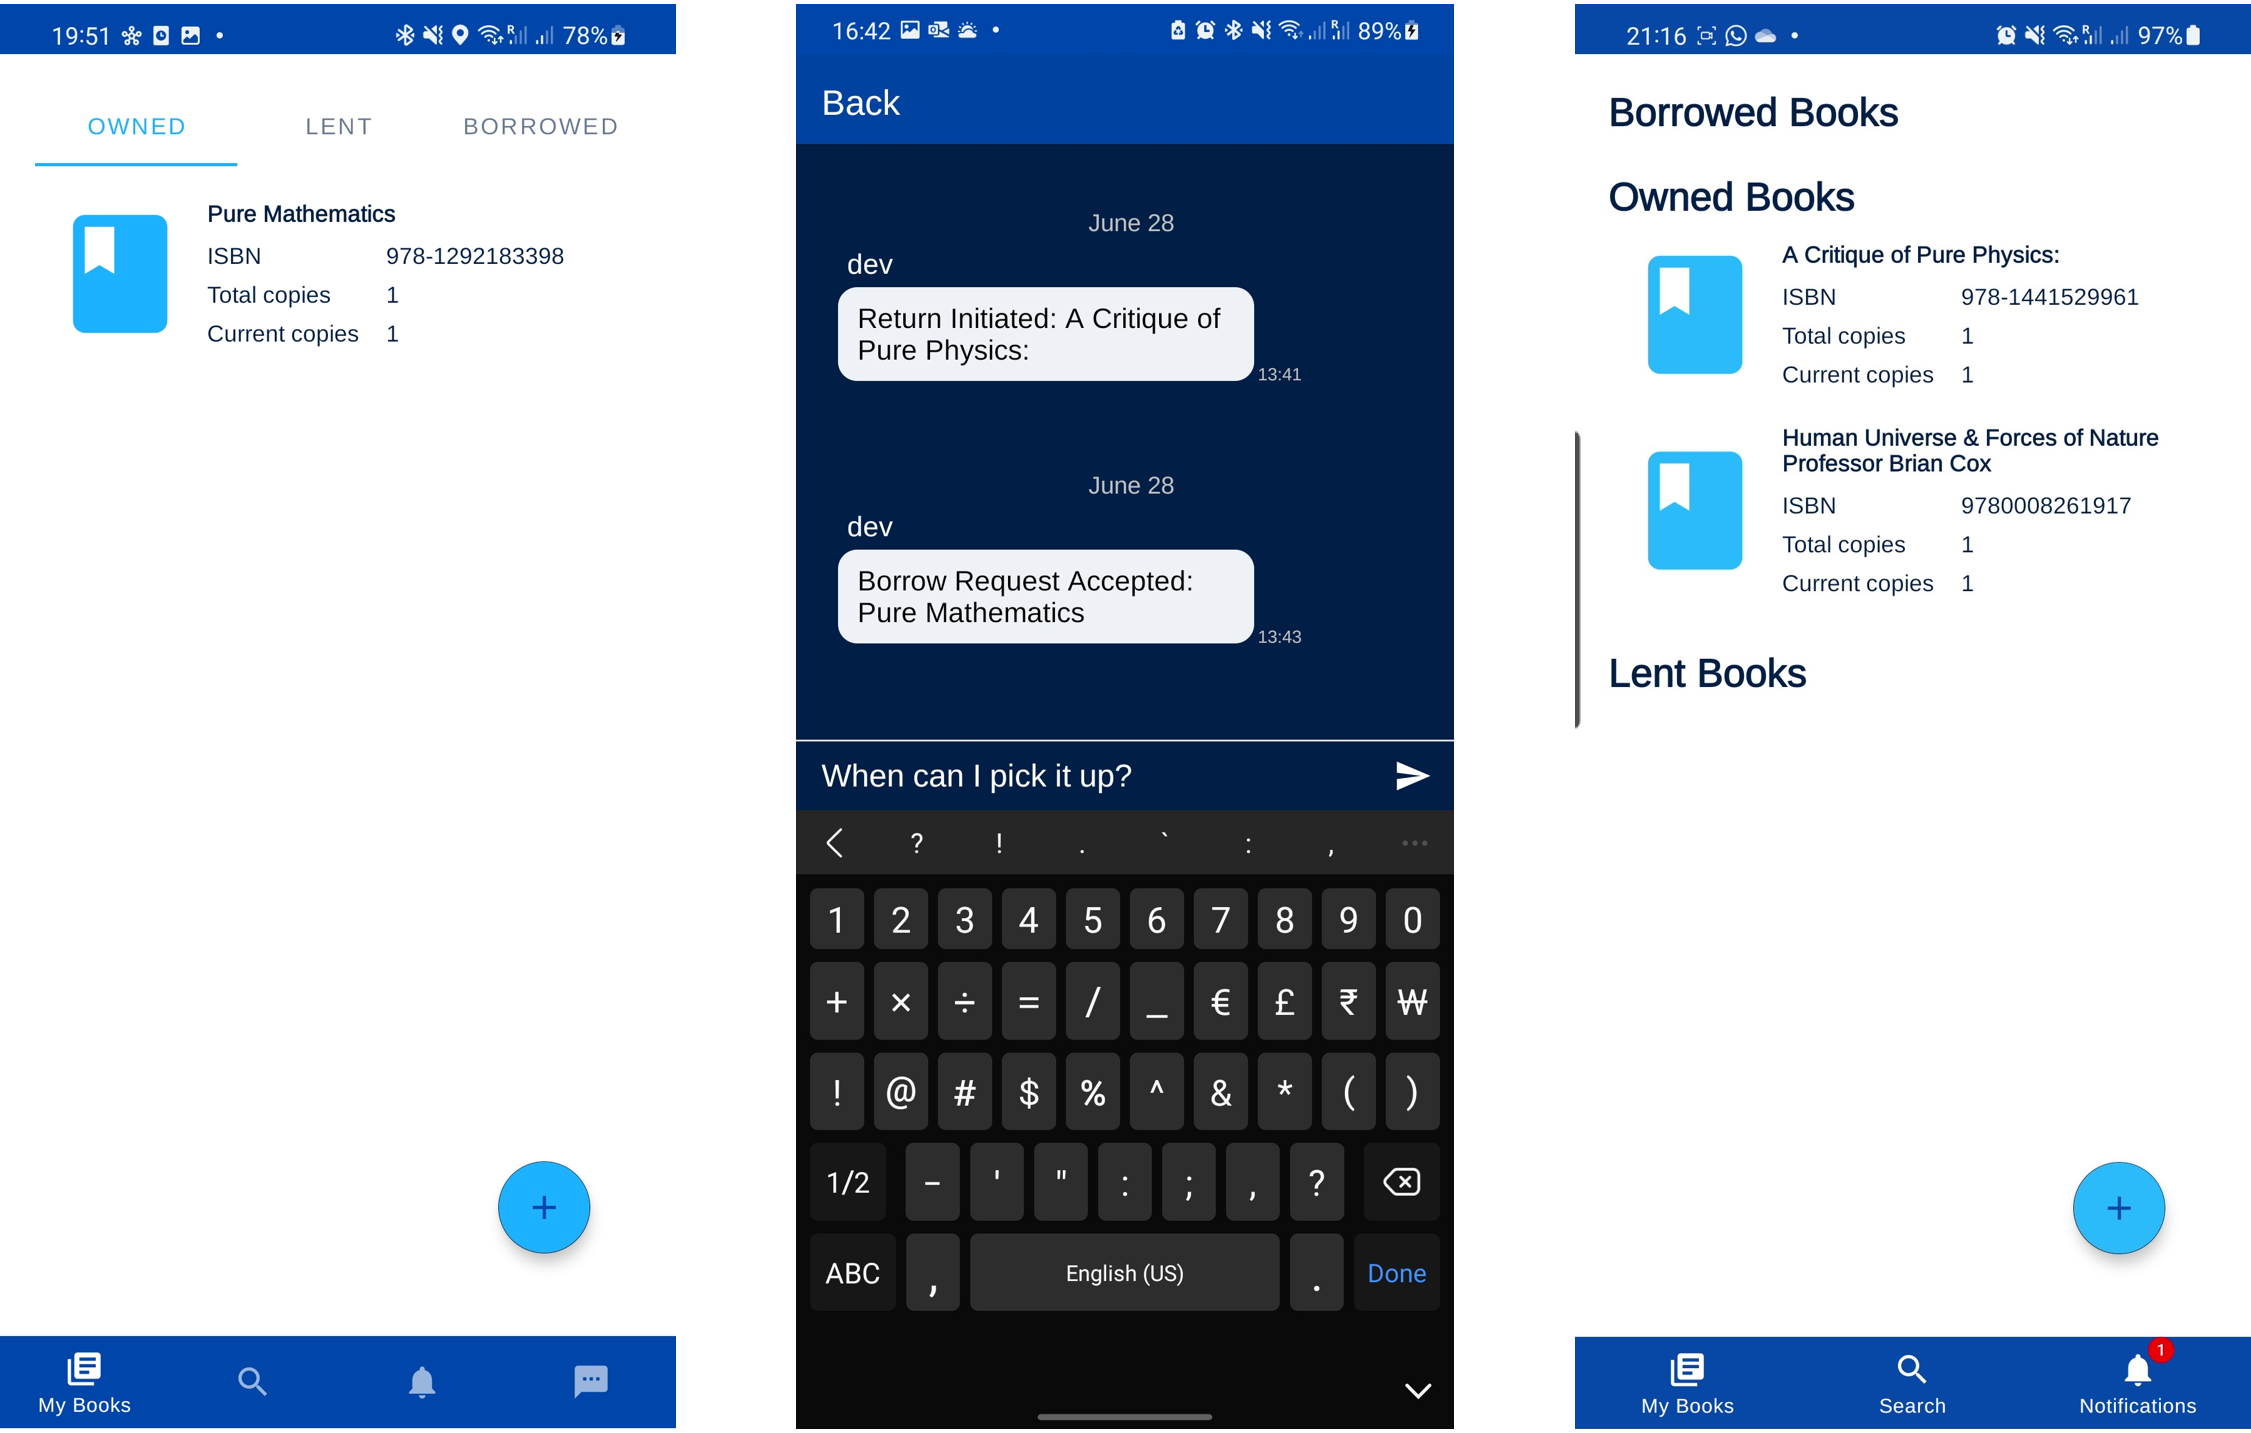 19:51
78%
OWNED
LENT
BORROWED
Pure Mathematics
ISBN 978-1292183398
Total copies 1
Current copies 1
+
My Books
16:42
R
89%
Back
June 28
dev
Return Initiated: A Critique of
Pure Physics:
13:41
June 28
dev
Borrow Request Accepted:
Pure Mathematics
13:43
When can I pick it up?
? ! . ` : ,
1 2 3 4 5 6 7 8 9 0
+ × ÷ = / _ € £ ₹ ₩
! @ # $ % ^ & * ( )
1/2 - ' " : ; , ?
ABC , English (US) . Done
21:16
R
97%
Borrowed Books
Owned Books
A Critique of Pure Physics:
ISBN 978-1441529961
Total copies 1
Current copies 1
Human Universe & Forces of Nature
Professor Brian Cox
ISBN 9780008261917
Total copies 1
Current copies 1
Lent Books
+
1
My Books
Search
Notifications